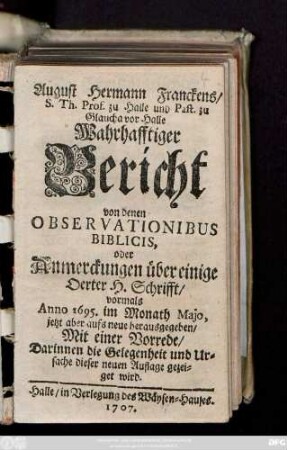 August Hermann Franckens/
S. Th. Prof. zu Halle und Past. zu
Glaucha vor Halle
Wahrhafftiger
Bericht
von denen
OBSERVATIONIBUS
BIBLICIS,
oder
Anmerckungen über einige
Oerter H. Schrifft/
vormals
Anno 1695. im Monath Majo,
jetzt aber aufs neue herausgegeben/
Mit einer Vorrede/
Darinnen die Gelegenheit und Ur-
sache dieser neuen Auflage gezei-
get wird.
Halle/ in Verlegung des Wäysen-Hauses.
1707.